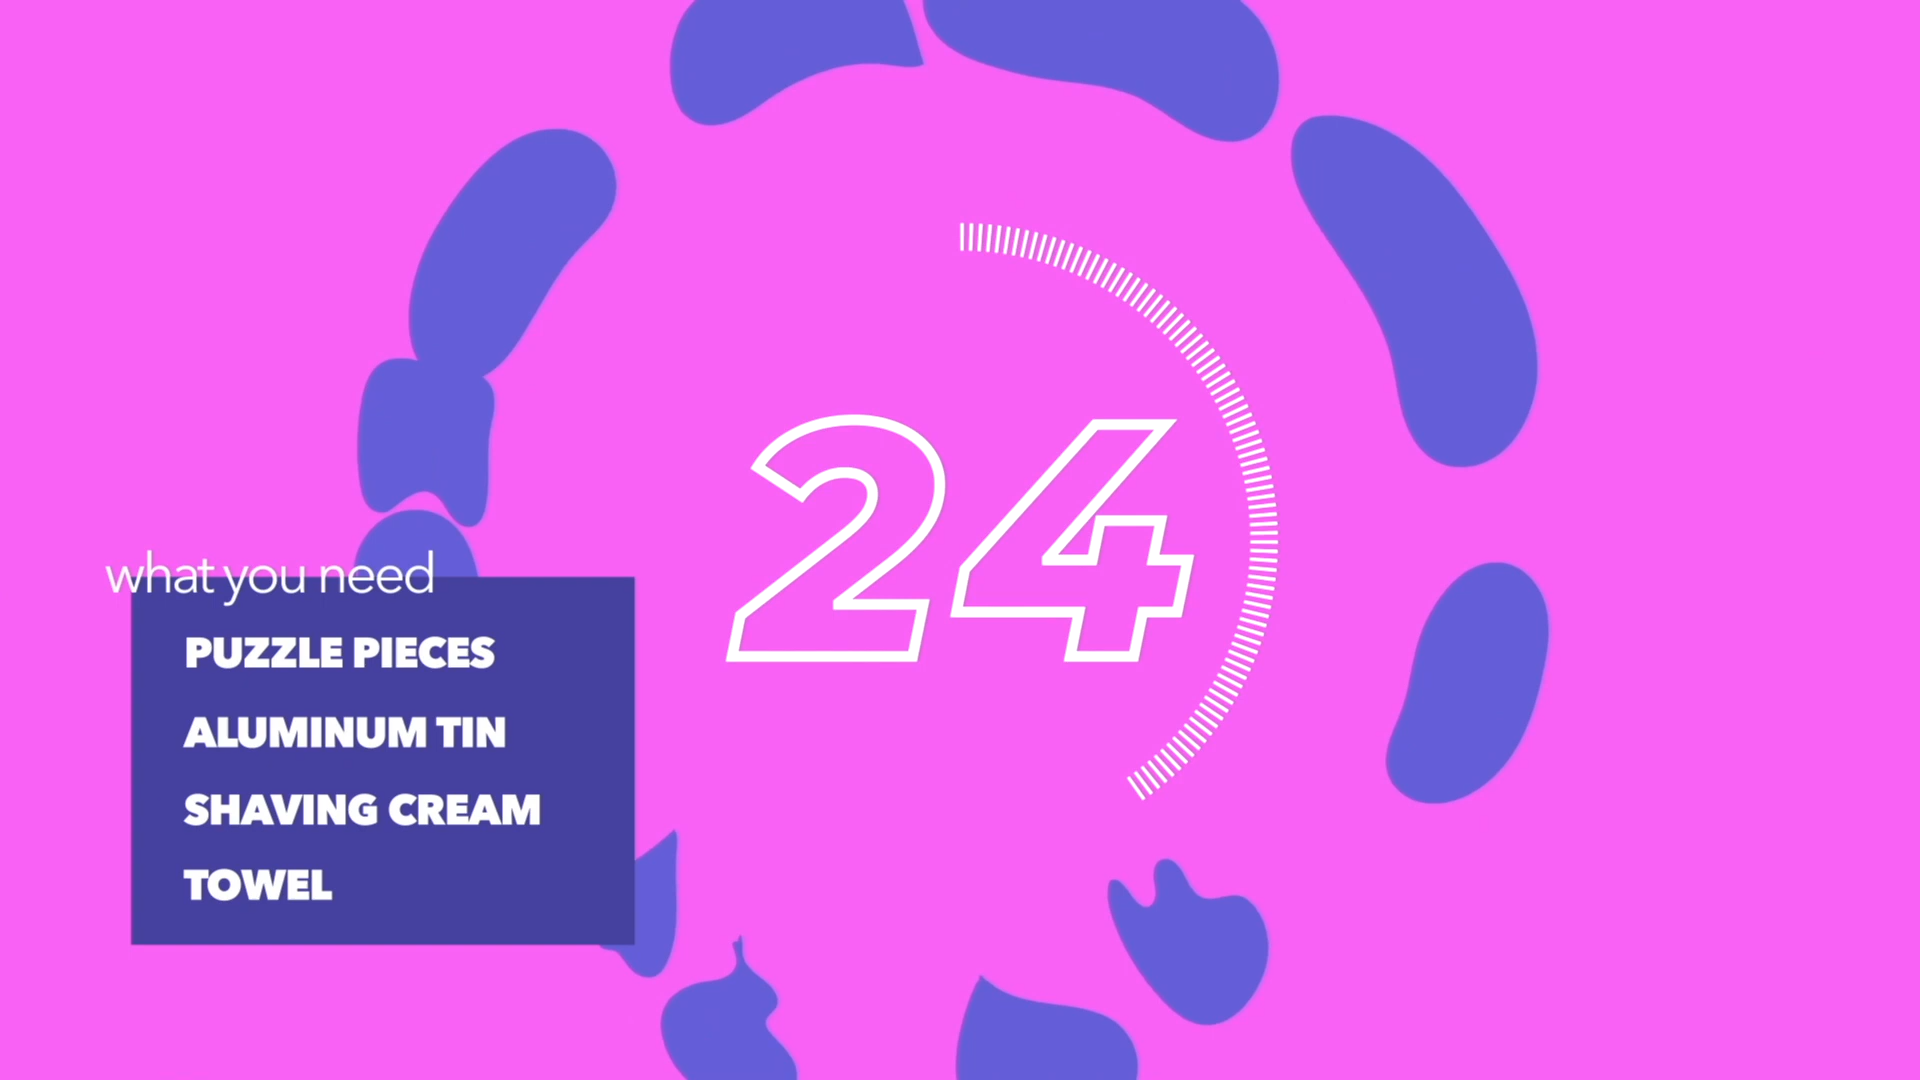 24
what you need
PUZZLE PIECES
ALUMINUM TIN
SHAVING CREAM
TOWEL